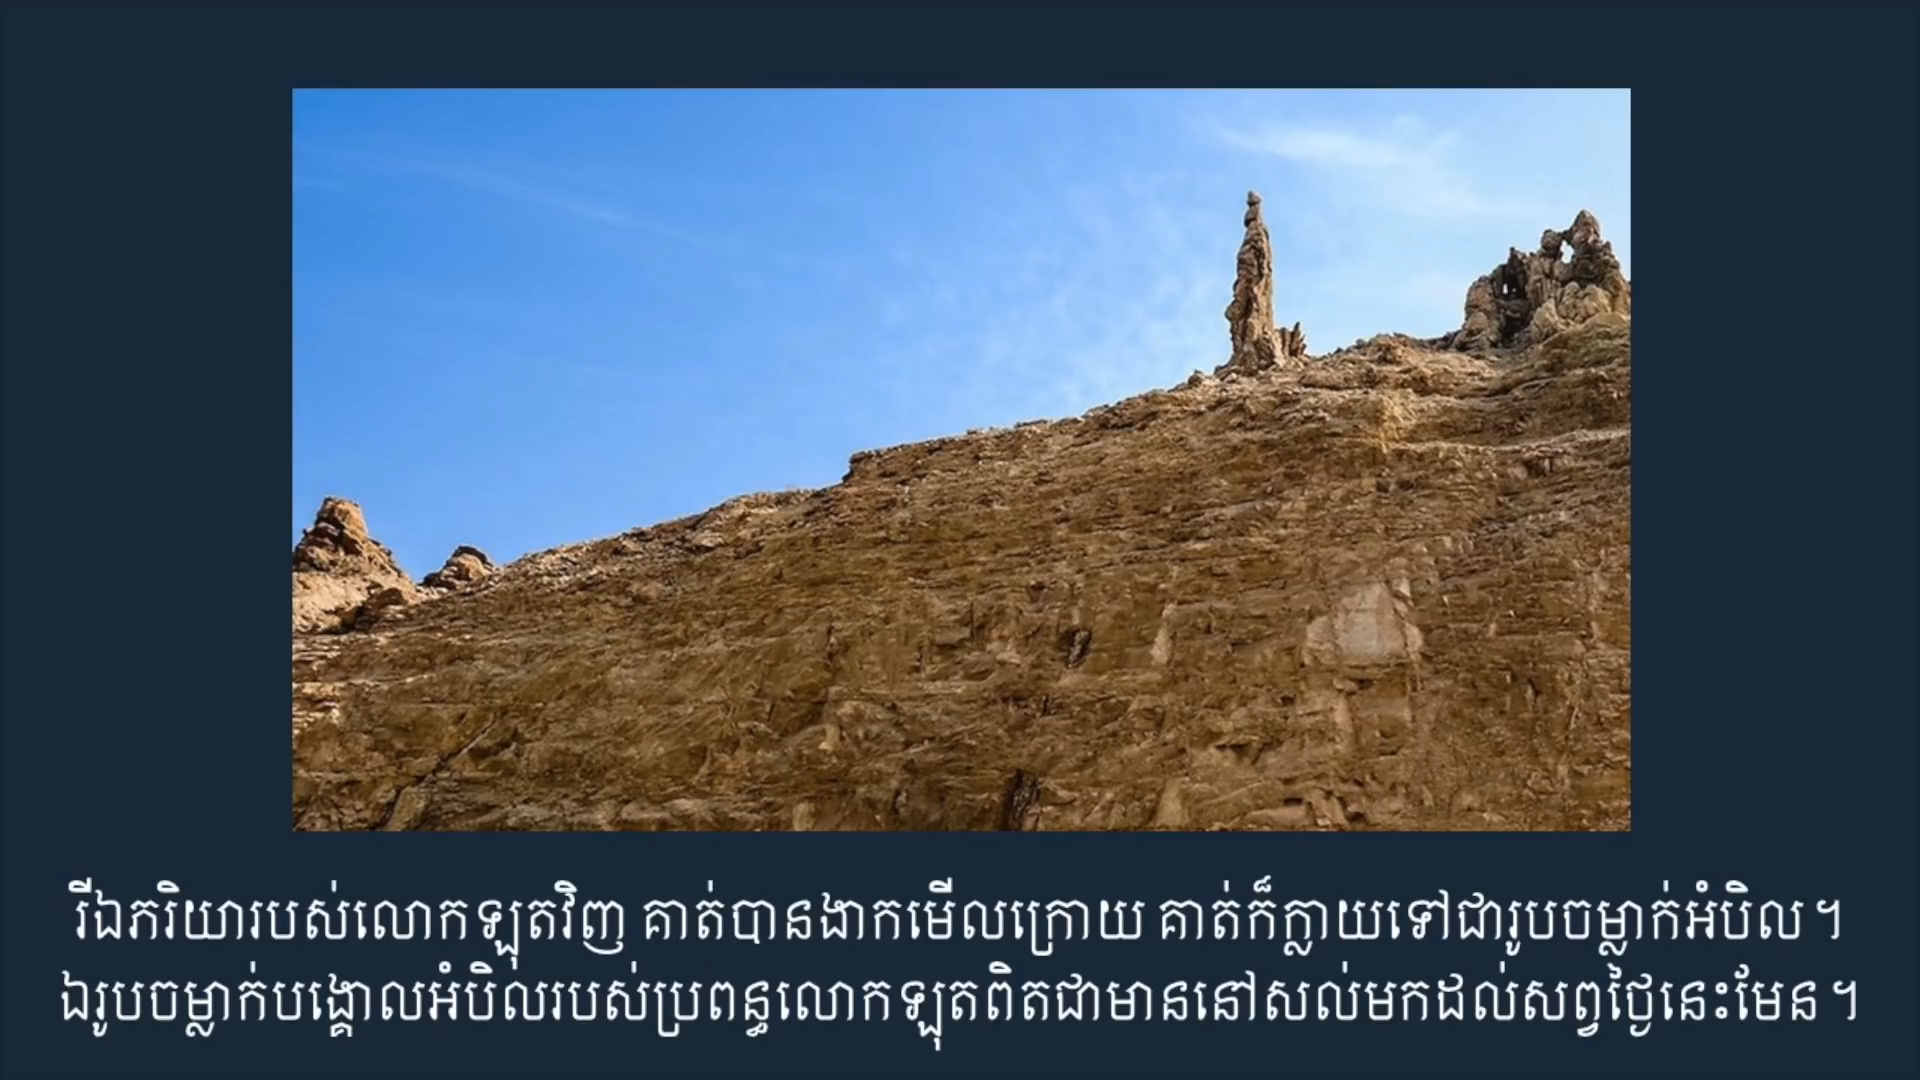 រីឯភរិយារបស់លោកឡុតវិញ គាត់បានងាកមើលក្រោយ គាត់ក៏ក្លាយទៅជារូបចម្លាក់អំបិល។
ឯរូបចម្លាក់បង្គោលអំបិលរបស់ប្រពន្ធលោកឡុតពិតជាមាននៅសល់មកដល់សព្វថ្ងៃនេះមែន។